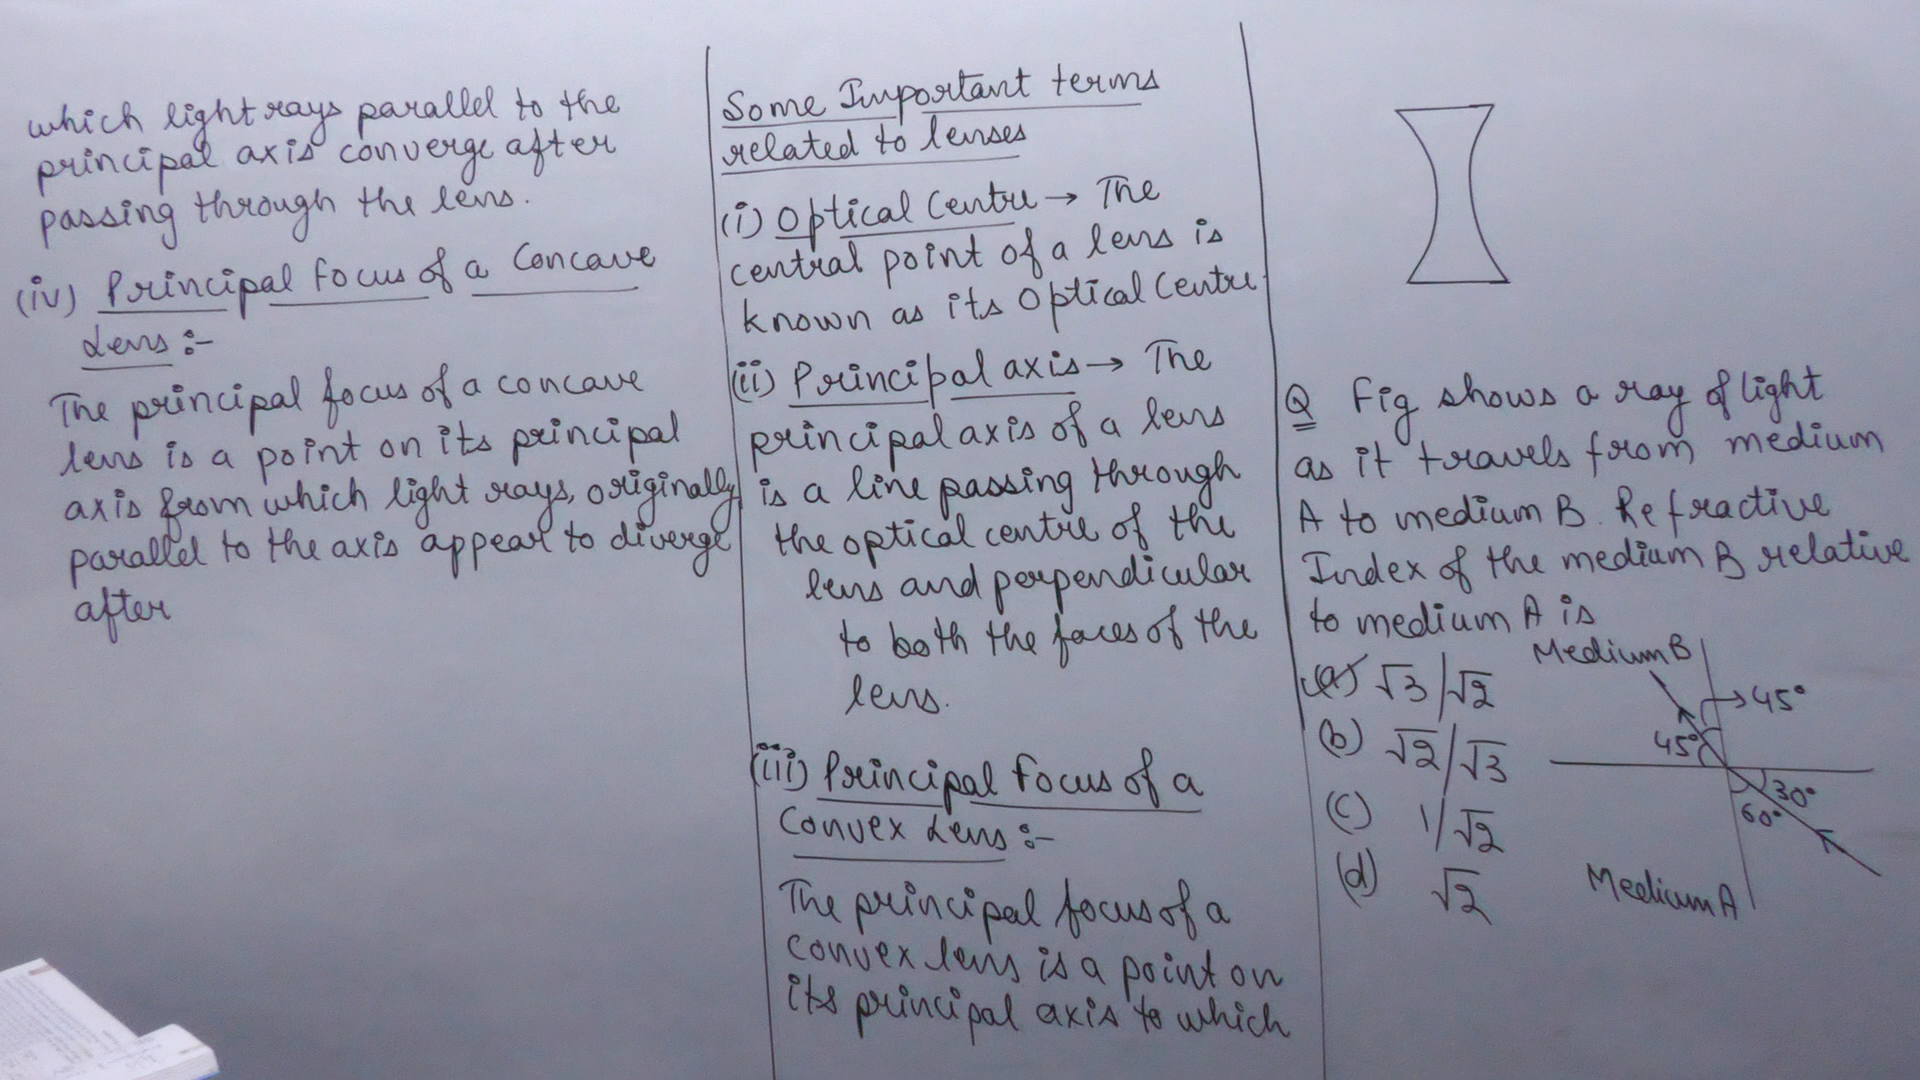 which light rays parallel to the
principal axis converge after
passing through the lens.
(iv) Principal focus of a Concave
Lens :-
The principal focus of a concave
lens is a point on its principal
axis from which light rays, originally
parallel to the axis appear to diverge
after
Some Important terms
related to lenses
(i) Optical Centre → The
central point of a lens is
known as its Optical Centre
(ii) Principal axis → The
principal axis of a lens
is a line passing through
the optical centre of the
lens and perpendicular
to both the faces of the
lens.
(iii) Principal Focus of a
Convex Lens :-
The principal focus of a
convex lens is a point on
its principal axis to which
Q Fig shows a ray of light
as it travels from medium
A to medium B. Refractive
Index of the medium B relative
to medium A is
(a) √3/√2
(b) √2/√3
(c) 1/√2
(d) √2
Medium B
45°
45°
30°
60°
Medium A